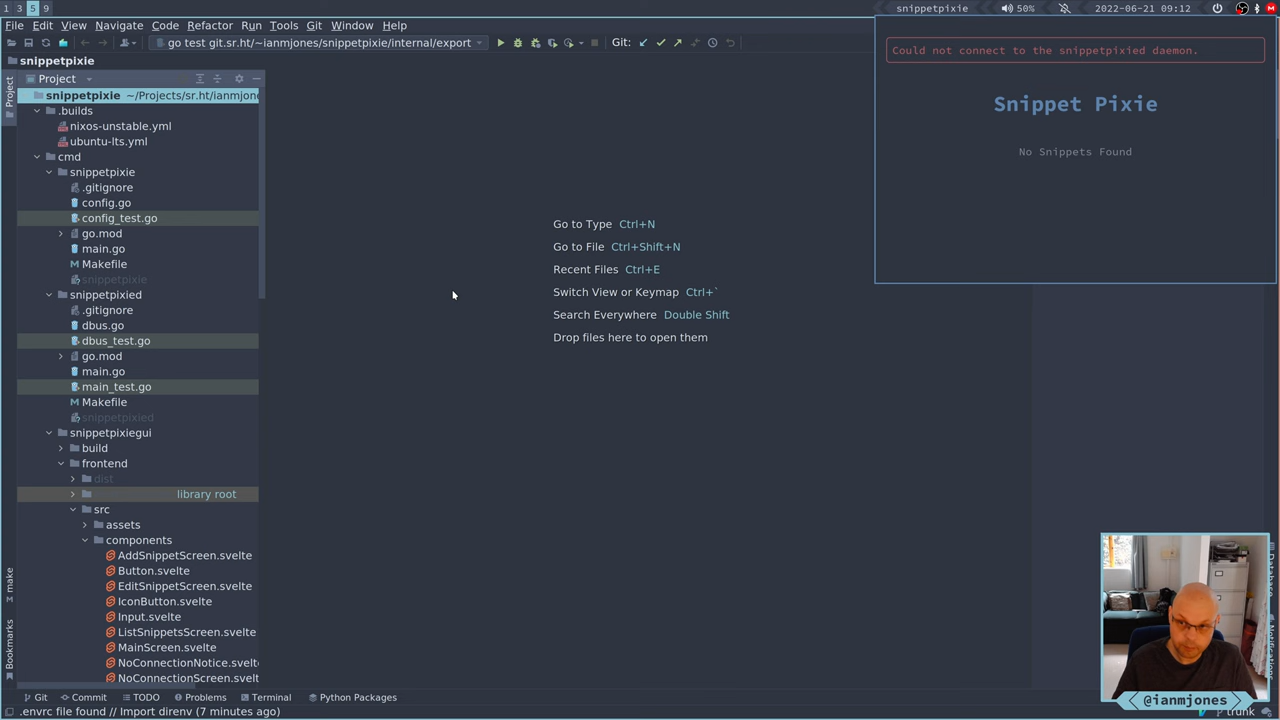 1 3 5 9
snippetpixie
50%
2022-06-21 09:12
M
File Edit View Navigate Code Refactor Run Tools Git Window Help
go test git.sr.ht/~ianmjones/snippetpixie/internal/export
Git:
snippetpixie
Project
Project
snippetpixie ~/Projects/sr.ht/ianmjone
.builds
nixos-unstable.yml
ubuntu-lts.yml
cmd
snippetpixie
.gitignore
config.go
config_test.go
go.mod
main.go
Makefile
snippetpixie
snippetpixied
.gitignore
dbus.go
dbus_test.go
go.mod
main.go
main_test.go
Makefile
snippetpixied
snippetpixiegui
build
frontend
dist
library root
src
assets
components
AddSnippetScreen.svelte
Button.svelte
EditSnippetScreen.svelte
IconButton.svelte
Input.svelte
ListSnippetsScreen.svelte
MainScreen.svelte
NoConnectionNotice.svelte
NoConnectionScreen.svelt
make
Bookmarks
Go to Type Ctrl+N
Go to File Ctrl+Shift+N
Recent Files Ctrl+E
Switch View or Keymap Ctrl+`
Search Everywhere Double Shift
Drop files here to open them
Could not connect to the snippetpixied daemon.
Snippet Pixie
No Snippets Found
Database
Notifications
@ianmjones
Git Commit TODO Problems Terminal Python Packages
.envrc file found // Import direnv (7 minutes ago)
trunk